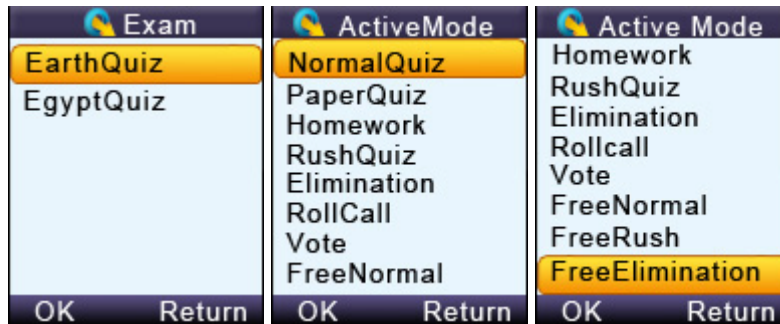 Exam
EarthQuiz
EgyptQuiz
OK Return
ActiveMode
NormalQuiz
PaperQuiz
Homework
RushQuiz
Elimination
RollCall
Vote
FreeNormal
OK Return
Active Mode
Homework
RushQuiz
Elimination
Rollcall
Vote
FreeNormal
FreeRush
FreeElimination
OK Return